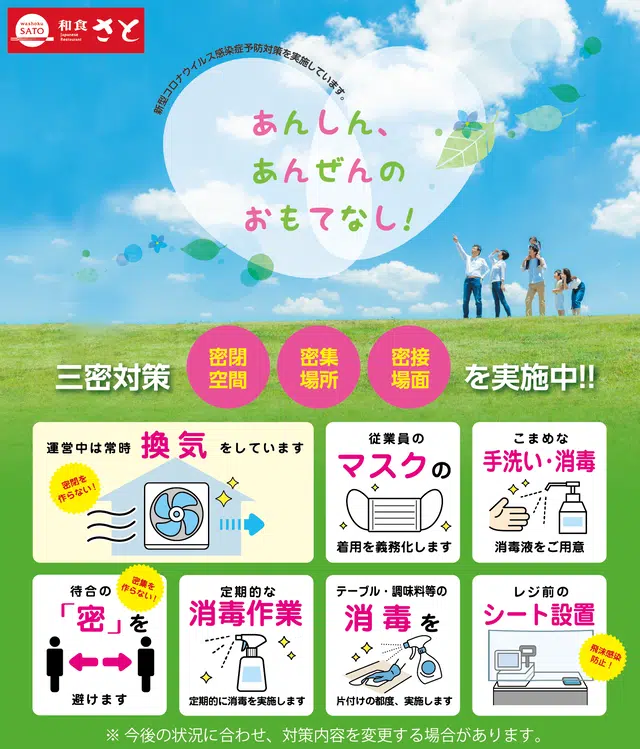 washoku
SATO
和食
Japanese
Restaurant
さと
新型コロナウイルス感染症予防対策を実施しています。
あんしん、
あんぜんの
おもてなし!
三密対策
密閉
空間
密集
場所
密接
場面
を実施中!!
運営中は常時 換気 をしています
密閉を
作らない!
従業員の
マスクの
着用を義務化します
こまめな
手洗い・消毒
消毒液をご用意
待合の
「密」を
避けます
密集を
作らない!
定期的な
消毒作業
定期的に消毒を実施します
テーブル・調味料等の
消毒を
片付けの都度、実施します
レジ前の
シート設置
飛沫感染
防止!
※ 今後の状況に合わせ、対策内容を変更する場合があります。